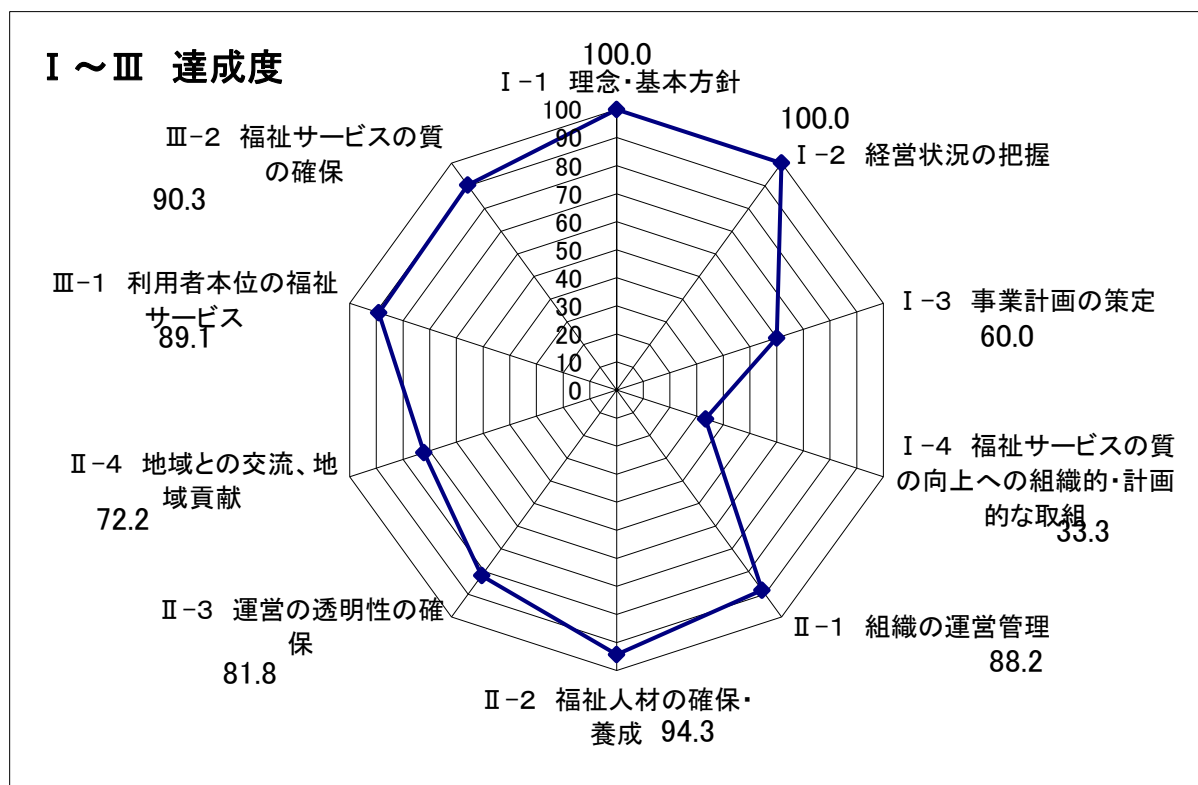 Ⅰ～Ⅲ 達成度
100.0
Ⅰ-1 理念・基本方針
100.0
Ⅰ-2 経営状況の把握
Ⅰ-3 事業計画の策定
60.0
Ⅰ-4 福祉サービスの質
の向上への組織的・計画
的な取組
33.3
Ⅱ-1 組織の運営管理
88.2
Ⅱ-2 福祉人材の確保・
養成 94.3
Ⅱ-3 運営の透明性の確
保
81.8
Ⅱ-4 地域との交流、地
域貢献
72.2
Ⅲ-1 利用者本位の福祉
サービス
89.1
Ⅲ-2 福祉サービスの質
の確保
90.3
100
90
80
70
60
50
40
30
20
10
0